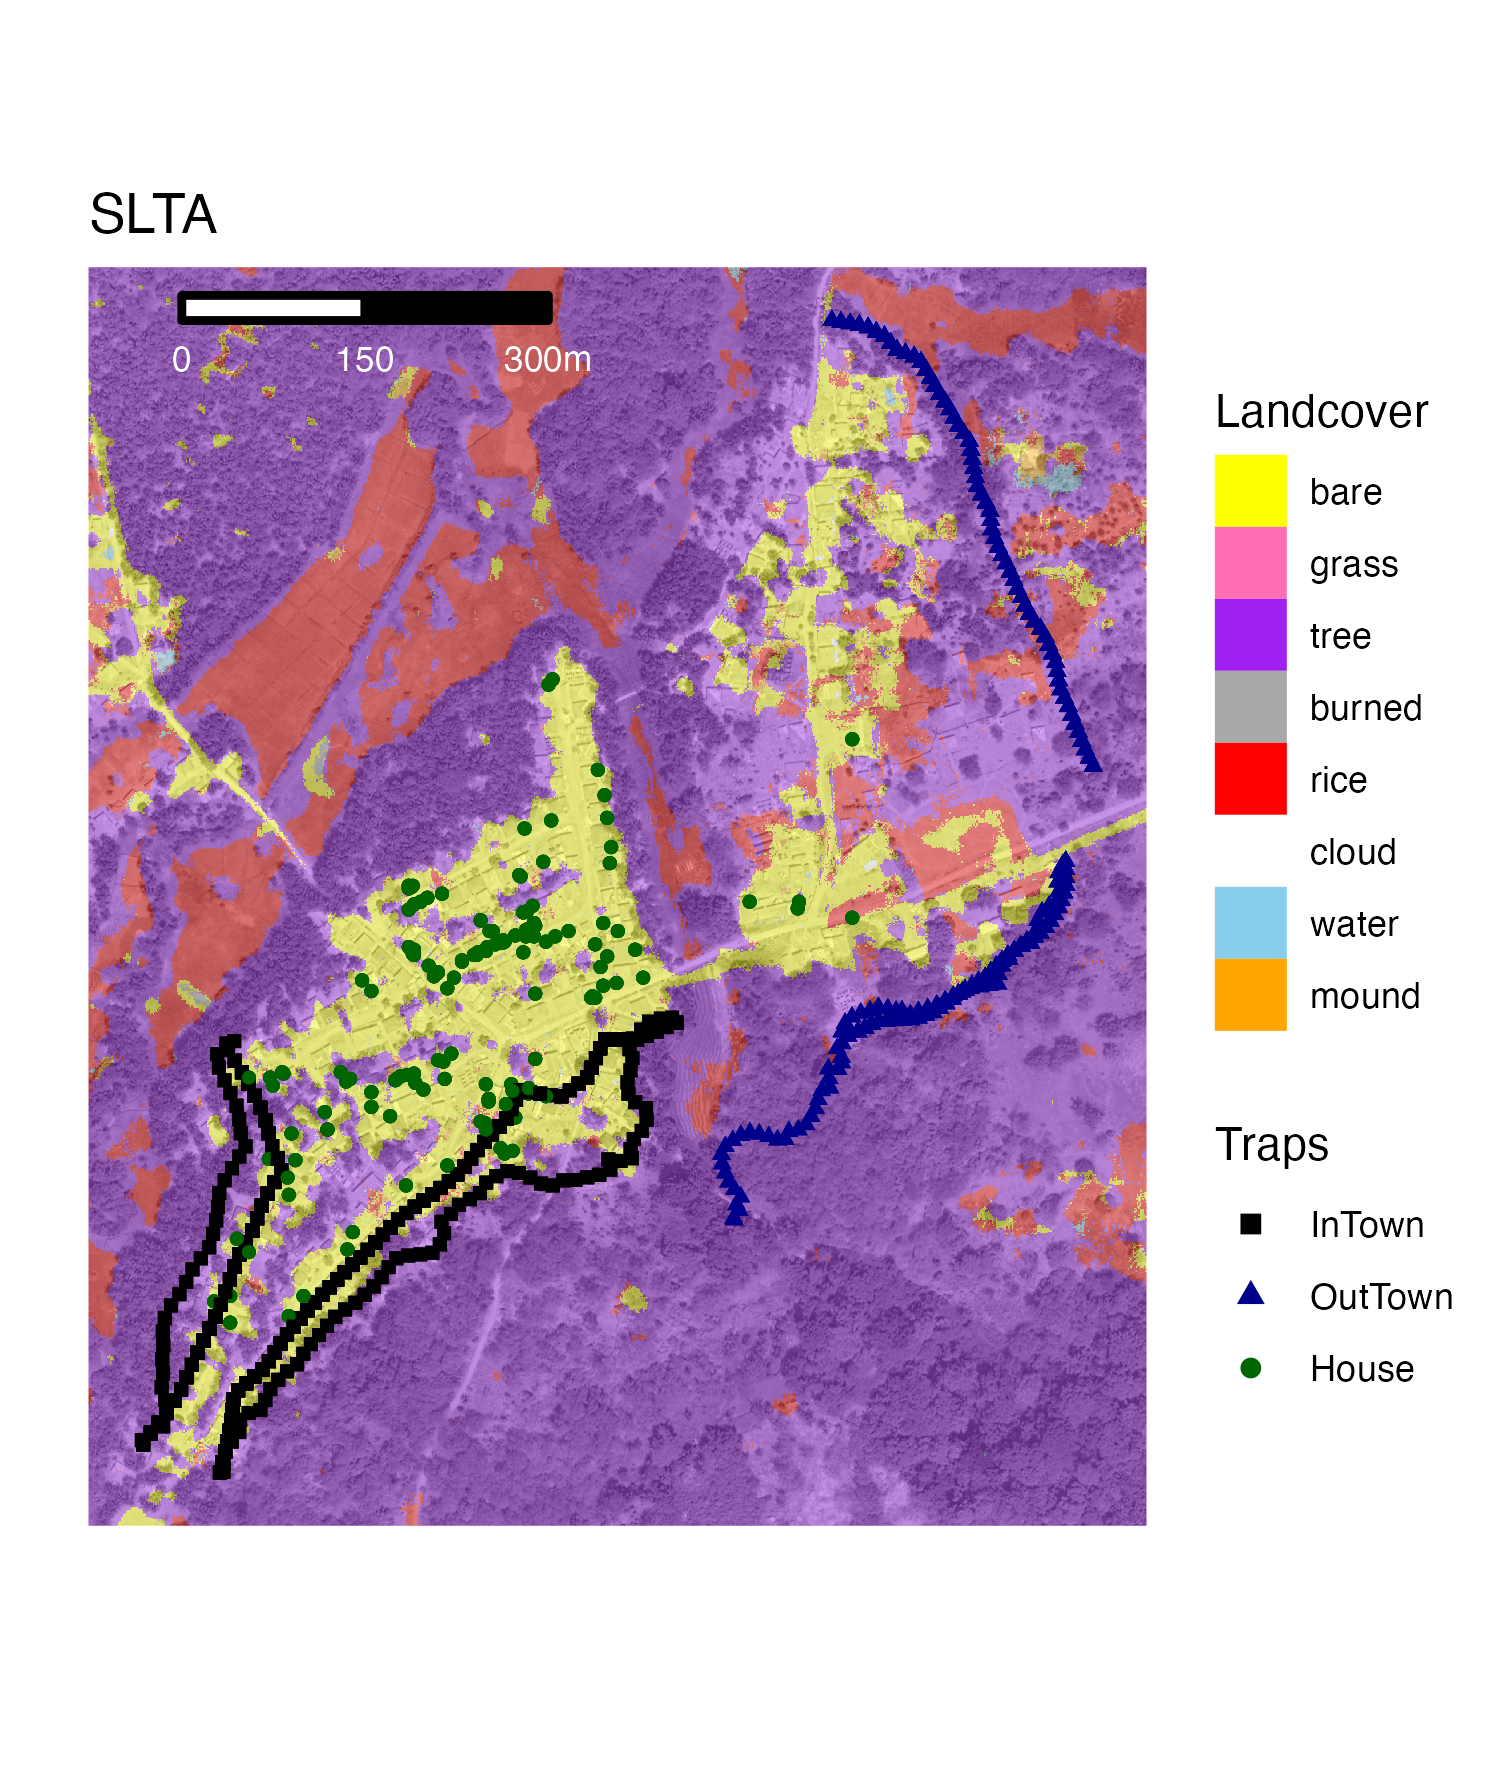 SLTA
0 150 300m
Landcover
bare
grass
tree
burned
rice
cloud
water
mound
Traps
InTown
OutTown
House